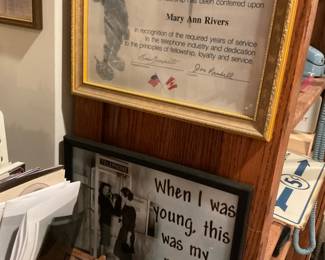 has been conferred upon
Mary Ann Rivers
in recognition of the required years of service
to the telephone industry and dedication
to the principles of fellowship, loyalty and service.
When I was
young, this
was my